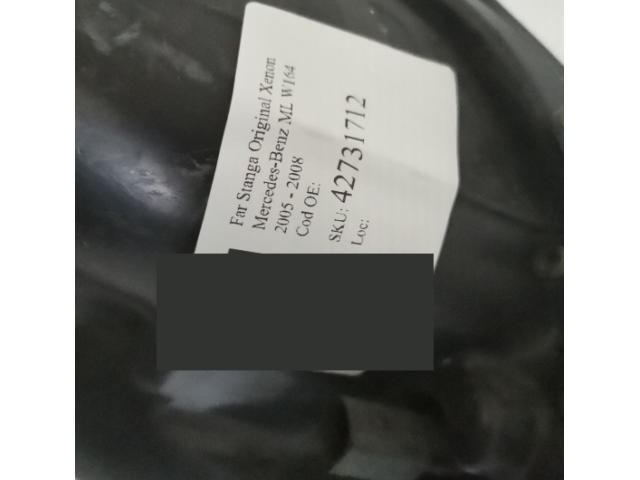 Far Stanga Original Xenon
Mercedes-Benz ML W164
2005 - 2008
Cod OE:
SKU: 42731712
Loc: